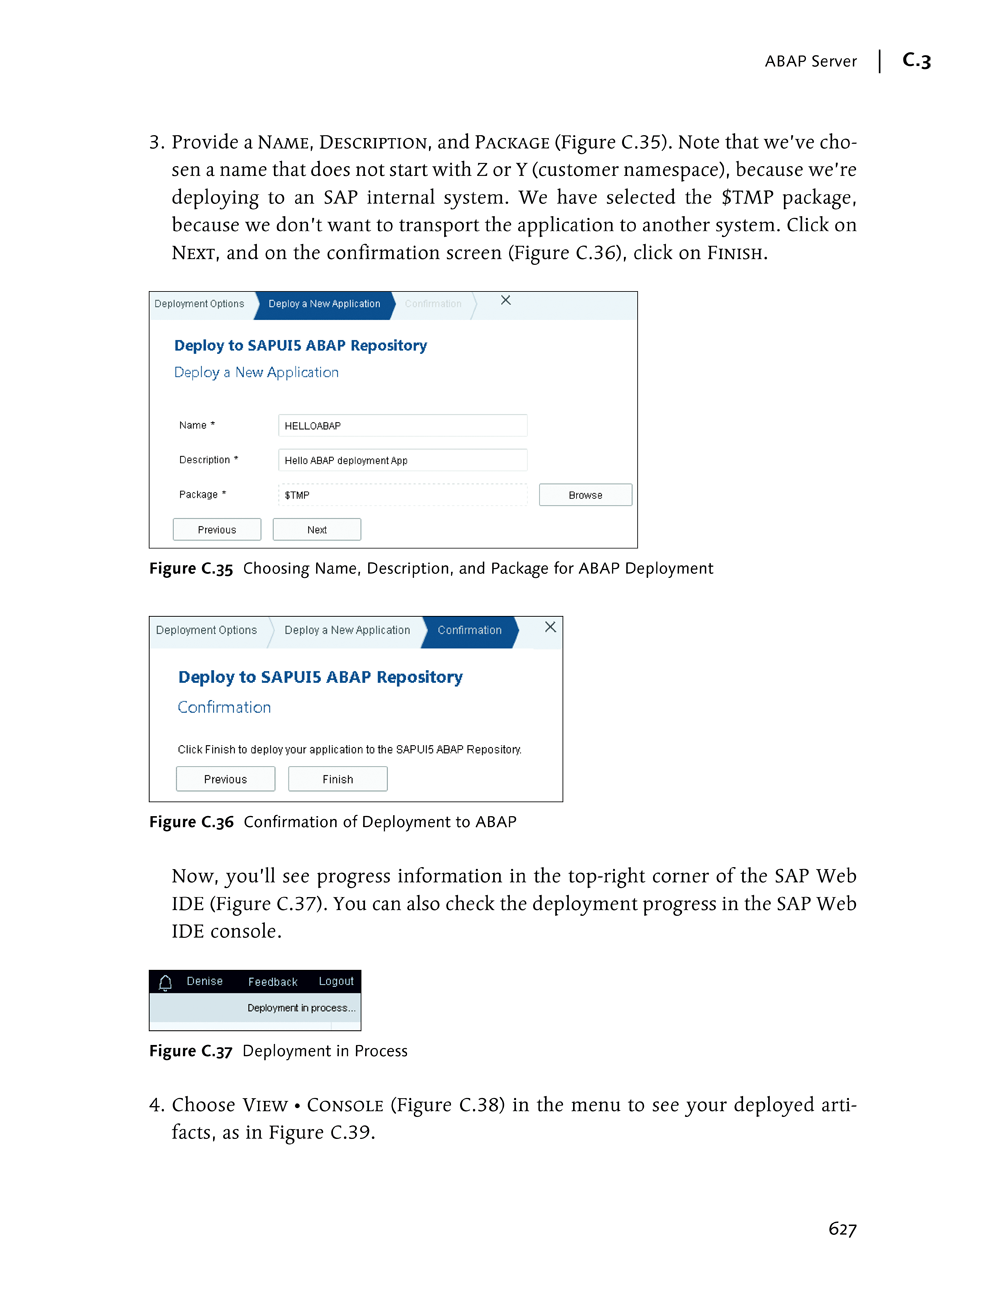 ABAP Server | C.3
3. Provide a NAME, DESCRIPTION, and PACKAGE (Figure C.35). Note that we've cho-
sen a name that does not start with Z or Y (customer namespace), because we're
deploying to an SAP internal system. We have selected the $TMP package,
because we don't want to transport the application to another system. Click on
NEXT, and on the confirmation screen (Figure C.36), click on FINISH.
Deployment Options Deploy a New Application Confirmation
Deploy to SAPUI5 ABAP Repository
Deploy a New Application
Name * HELLOABAP
Description * Hello ABAP deployment App
Package * $TMP Browse
Previous Next
Figure C.35 Choosing Name, Description, and Package for ABAP Deployment
Deployment Options Deploy a New Application Confirmation
Deploy to SAPUI5 ABAP Repository
Confirmation
Click Finish to deploy your application to the SAPUI5 ABAP Repository.
Previous Finish
Figure C.36 Confirmation of Deployment to ABAP
Now, you'll see progress information in the top-right corner of the SAP Web
IDE (Figure C.37). You can also check the deployment progress in the SAP Web
IDE console.
Denise Feedback Logout
Deployment in process...
Figure C.37 Deployment in Process
4. Choose VIEW • CONSOLE (Figure C.38) in the menu to see your deployed arti-
facts, as in Figure C.39.
627